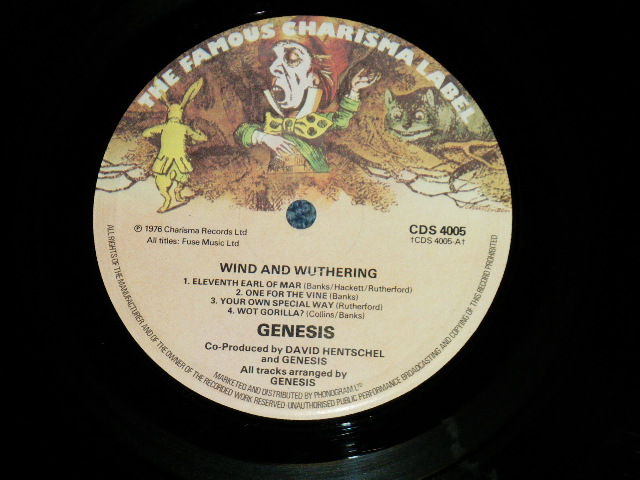 THE FAMOUS CHARISMA LABEL
℗ 1976 Charisma Records Ltd
All titles: Fuse Music Ltd
CDS 4005
†CDS 4005-A†
WIND AND WUTHERING
1. ELEVENTH EARL OF MAR (Banks/Hackett/Rutherford)
2. ONE FOR THE VINE (Banks)
3. YOUR OWN SPECIAL WAY (Rutherford)
4. WOT GORILLA? (Collins/Banks)
GENESIS
Co-Produced by DAVID HENTSCHEL
and GENESIS
All tracks arranged by
GENESIS
MARKETED AND DISTRIBUTED BY PHONOGRAM LTD
ALL RIGHTS OF THE MANUFACTURER AND OF THE OWNER OF THE RECORDED WORK RESERVED·UNAUTHORISED PUBLIC PERFORMANCE BROADCASTING AND COPYING OF THIS RECORD PROHIBITED